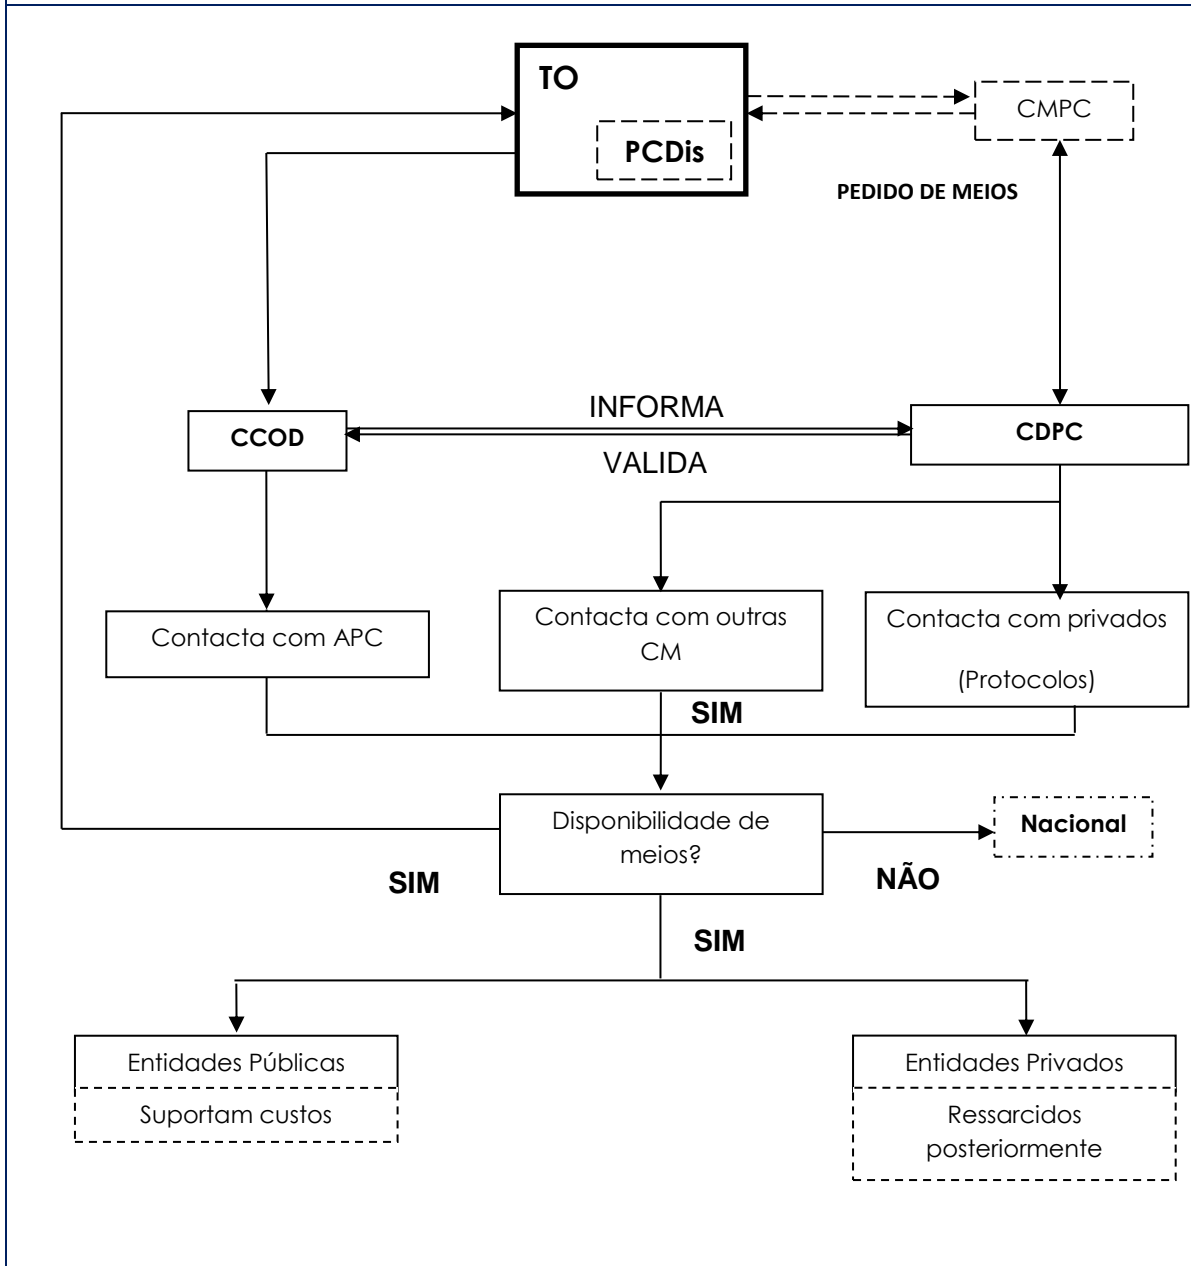 TO
CMPC
PCDis
PEDIDO DE MEIOS
INFORMA
CCOD
CDPC
VALIDA
Contacta com APC
Contacta com outras
CM
Contacta com privados
(Protocolos)
SIM
Disponibilidade de
meios?
Nacional
SIM
NÃO
SIM
Entidades Públicas
Suportam custos
Entidades Privados
Ressarcidos
posteriormente